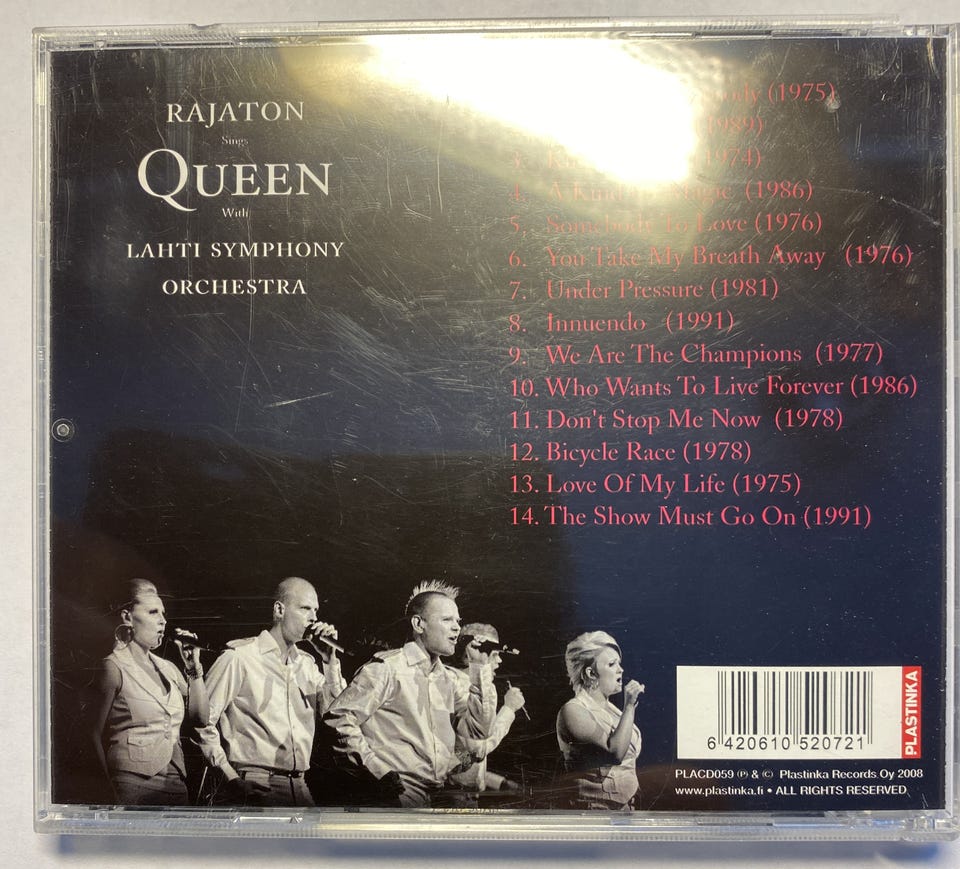 RAJATON
Sings
QUEEN
With
LAHTI SYMPHONY
ORCHESTRA
(1975)
(1989)
3. (1974)
4. A Kind Magic (1986)
5. Somebody To Love (1976)
6. You Take My Breath Away (1976)
7. Under Pressure (1981)
8. Innuendo (1991)
9. We Are The Champions (1977)
10. Who Wants To Live Forever (1986)
11. Don't Stop Me Now (1978)
12. Bicycle Race (1978)
13. Love Of My Life (1975)
14. The Show Must Go On (1991)
6 420610 520721
PLASTINKA
PLACD059 ℗ & © Plastinka Records Oy 2008
www.plastinka.fi • ALL RIGHTS RESERVED